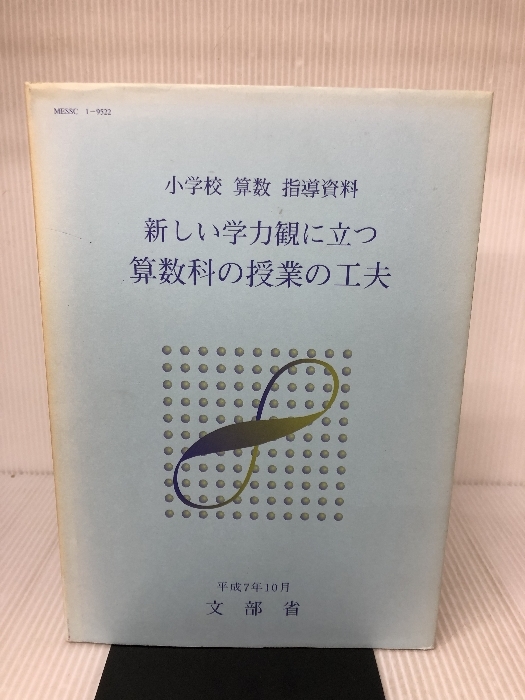 MESSC 1-9522
小学校 算数 指導資料
新しい学力観に立つ
算数科の授業の工夫
平成7年10月
文部省